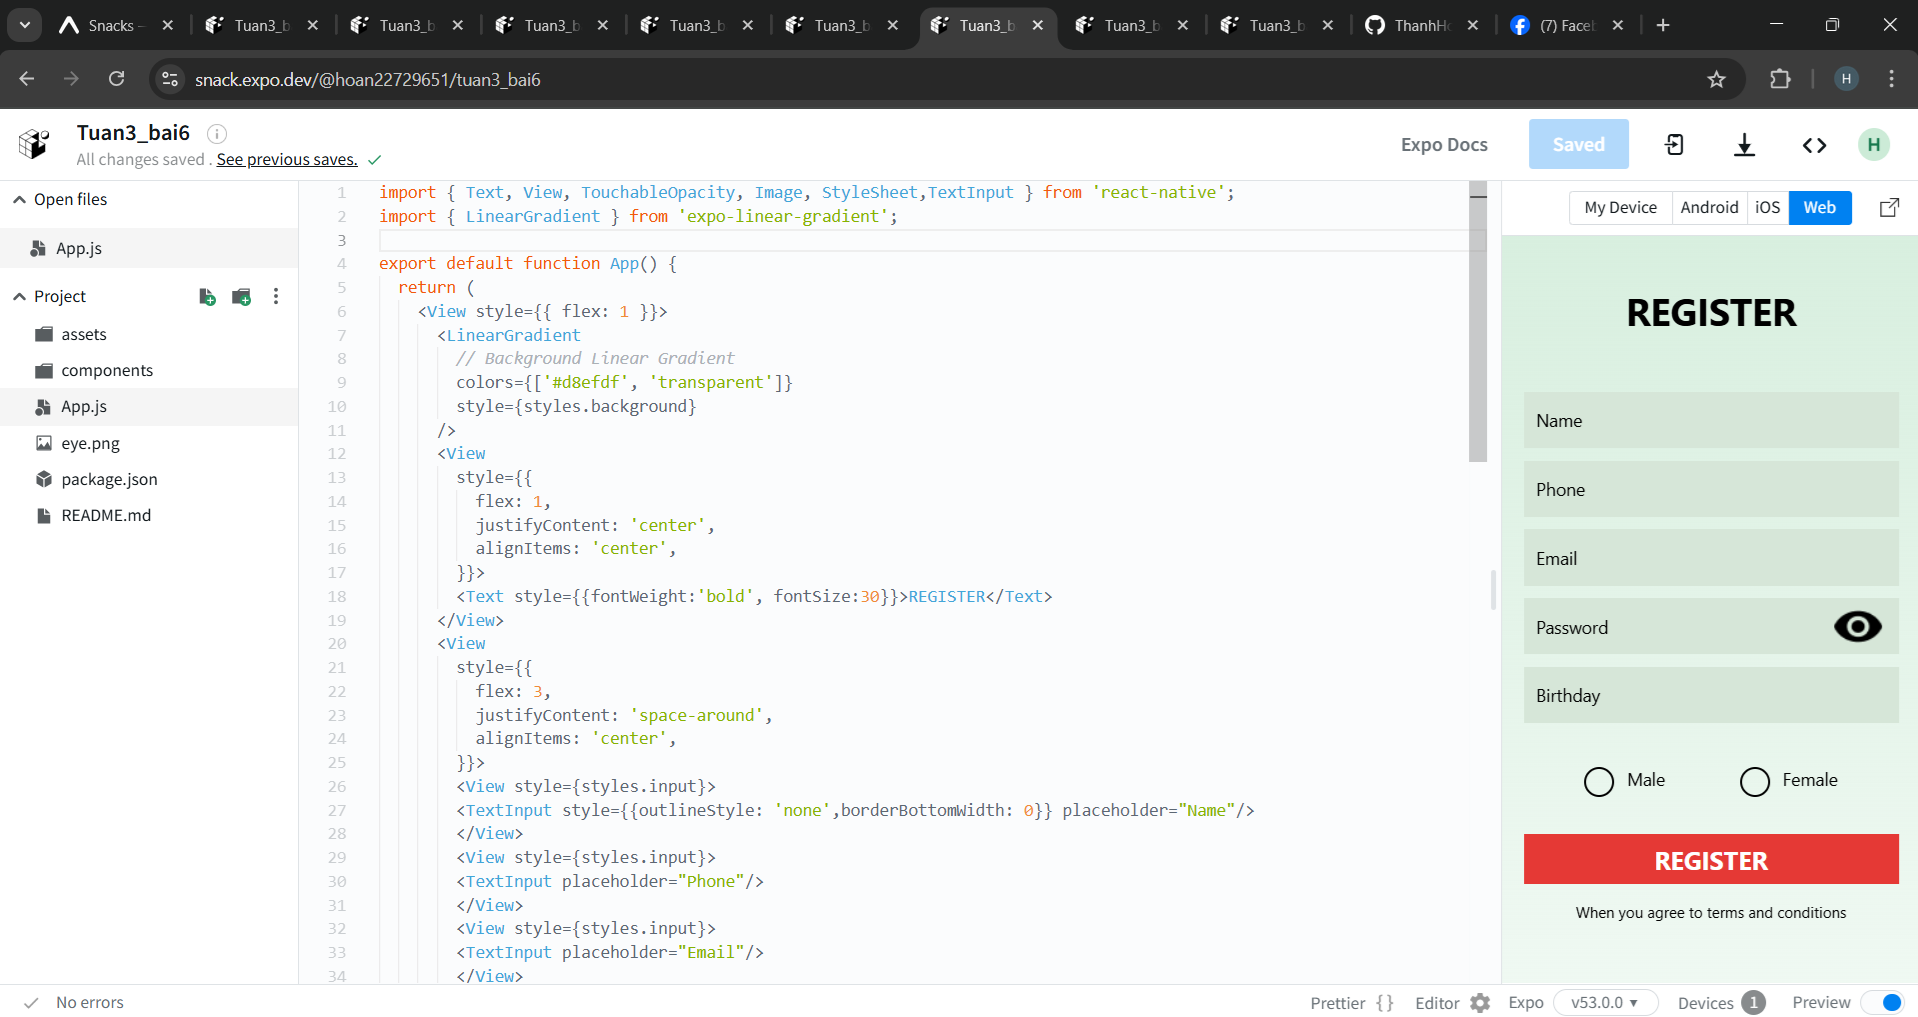 Snacks –
Tuan3_b
Tuan3_b
Tuan3_b
Tuan3_b
Tuan3_b
Tuan3_b
Tuan3_b
Tuan3_b
ThanhHo
(7) Faceb
snack.expo.dev/@hoan22729651/tuan3_bai6
H
Tuan3_bai6
All changes saved . See previous saves.
Expo Docs
Saved
H
Open files
App.js
Project
assets
components
App.js
eye.png
package.json
README.md
1 import { Text, View, TouchableOpacity, Image, StyleSheet,TextInput } from 'react-native';
2 import { LinearGradient } from 'expo-linear-gradient';
3
4 export default function App() {
5 return (
6 <View style={{ flex: 1 }}>
7 <LinearGradient
8 // Background Linear Gradient
9 colors={['#d8efdf', 'transparent']}
10 style={styles.background}
11 />
12 <View
13 style={{
14 flex: 1,
15 justifyContent: 'center',
16 alignItems: 'center',
17 }}>
18 <Text style={{fontWeight:'bold', fontSize:30}}>REGISTER</Text>
19 </View>
20 <View
21 style={{
22 flex: 3,
23 justifyContent: 'space-around',
24 alignItems: 'center',
25 }}>
26 <View style={styles.input}>
27 <TextInput style={{outlineStyle: 'none',borderBottomWidth: 0}} placeholder="Name"/>
28 </View>
29 <View style={styles.input}>
30 <TextInput placeholder="Phone"/>
31 </View>
32 <View style={styles.input}>
33 <TextInput placeholder="Email"/>
34 </View>
My Device
Android
iOS
Web
REGISTER
Name
Phone
Email
Password
Birthday
Male
Female
REGISTER
When you agree to terms and conditions
No errors
Prettier { }
Editor
Expo
v53.0.0
Devices 1
Preview